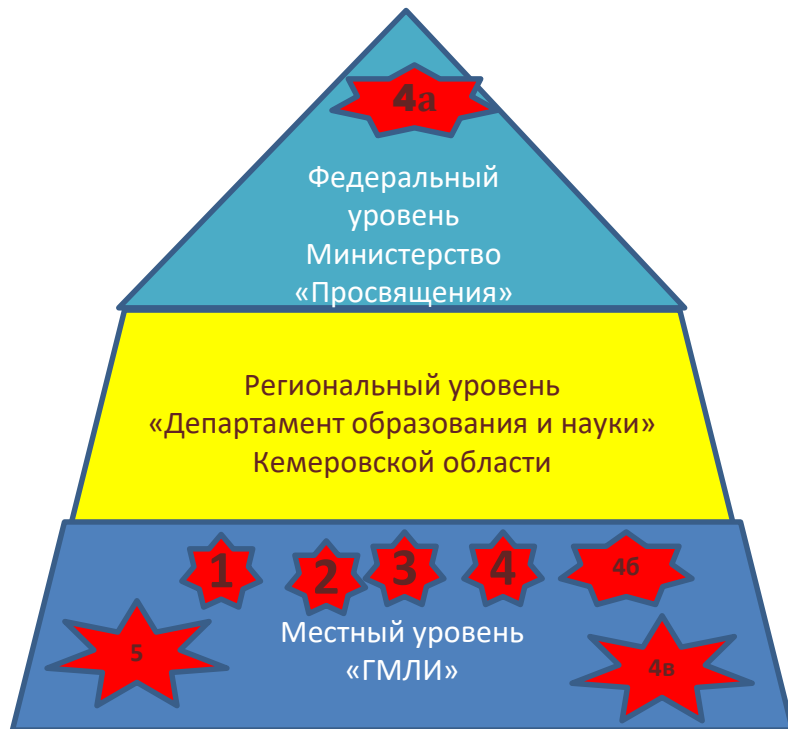 4а
Федеральный
уровень
Министерство
«Просвящения»
Региональный уровень
«Департамент образования и науки»
Кемеровской области
1 2 3 4 4б
Местный уровень
«ГМЛИ»
5 4в